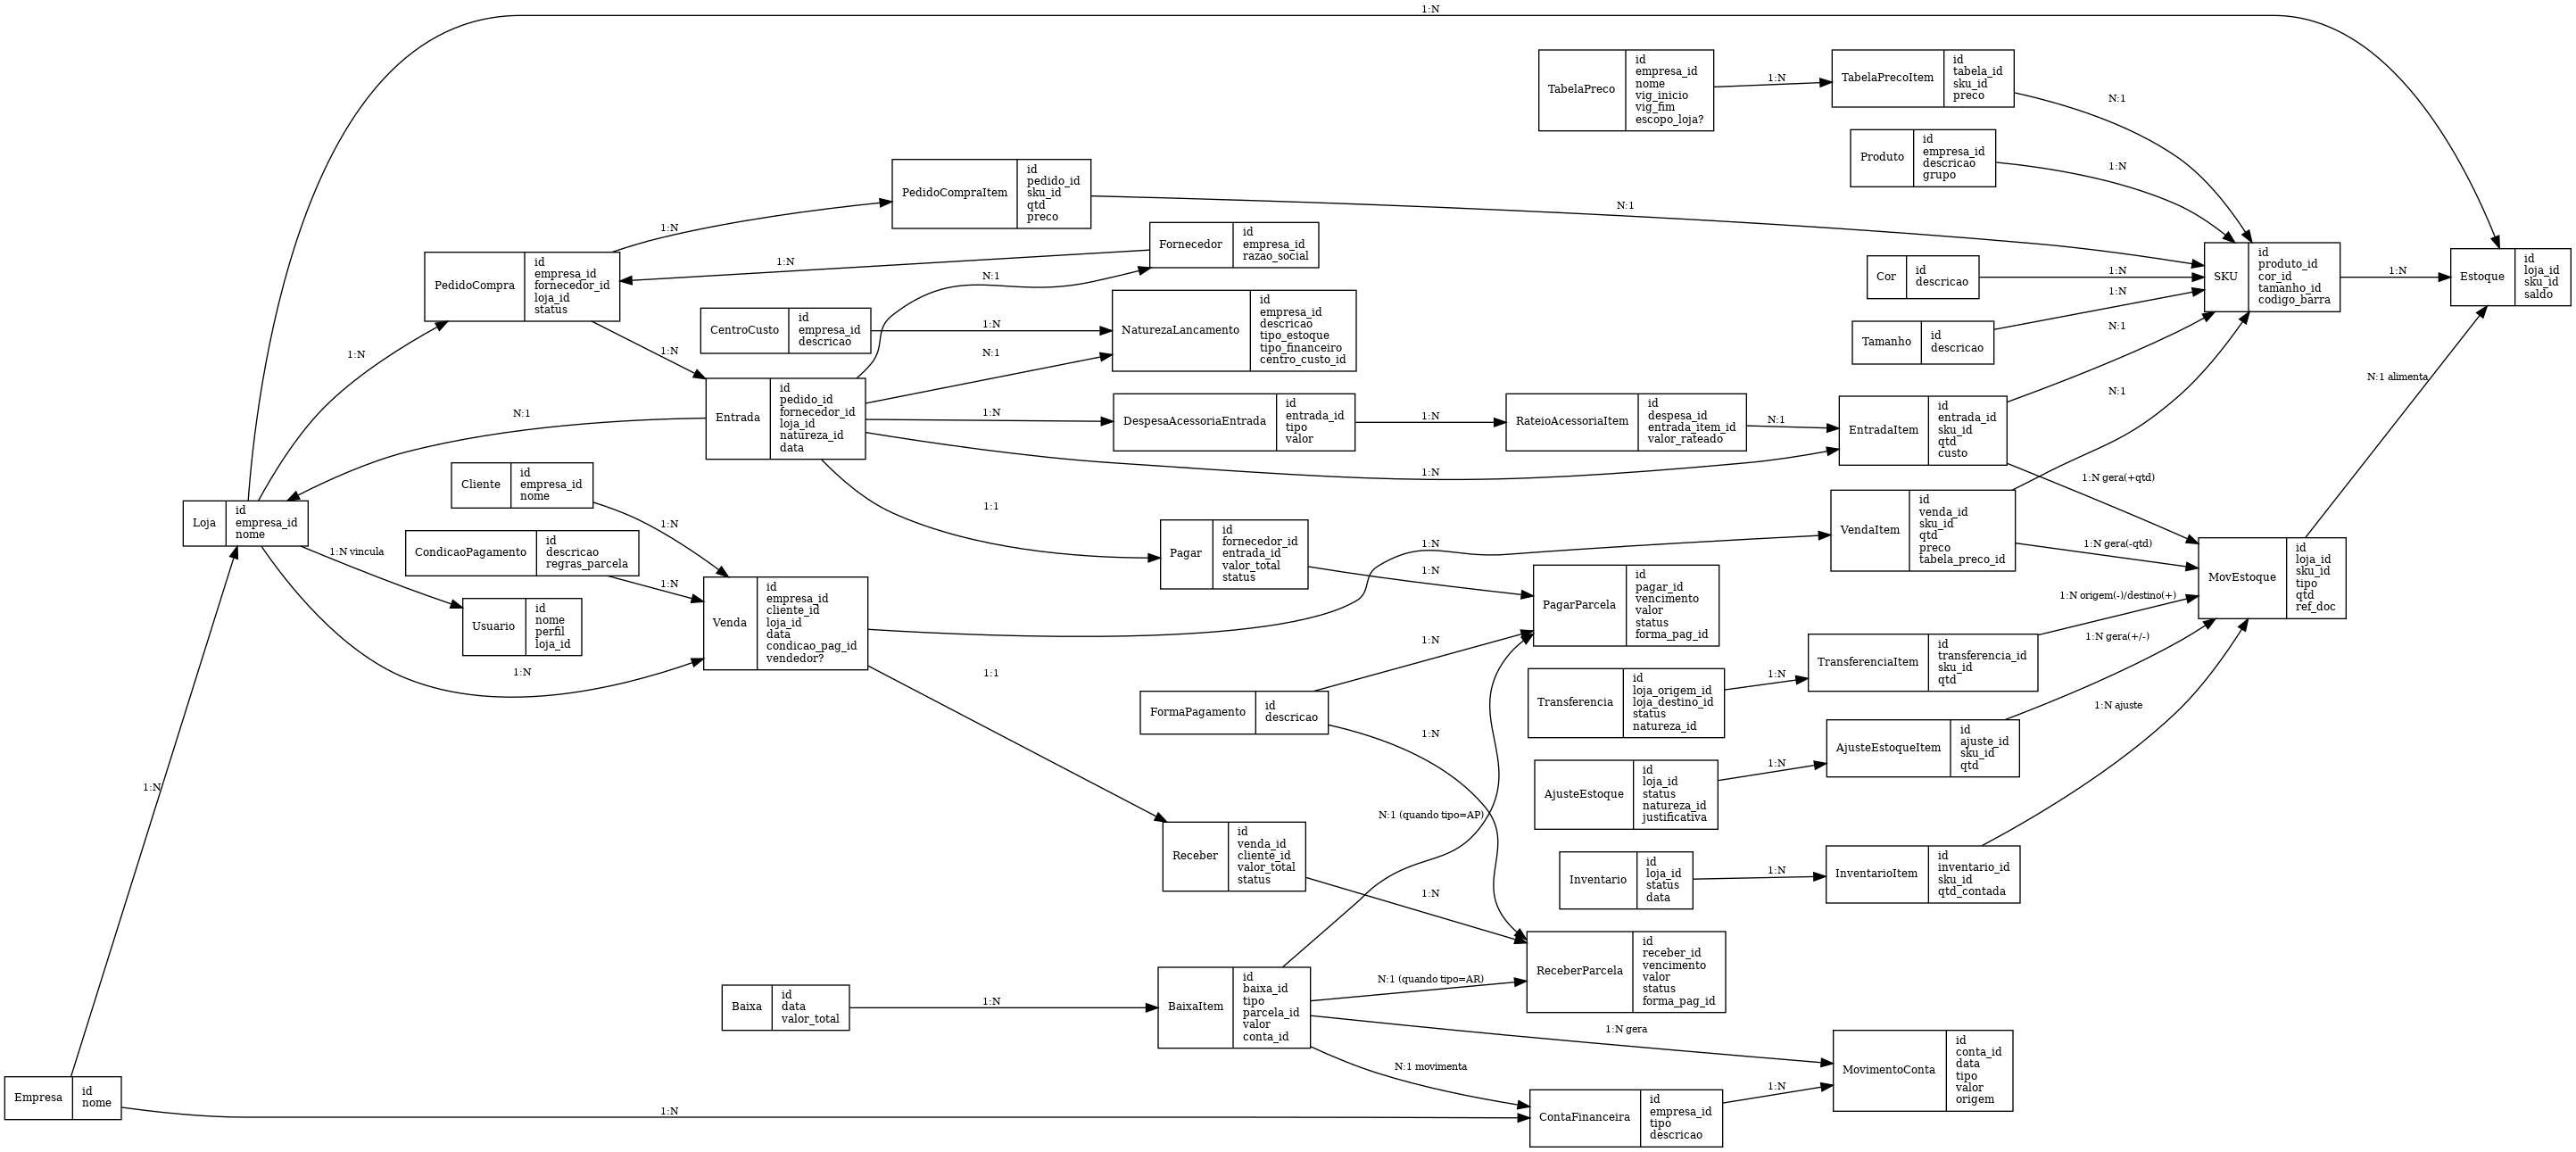 1:N
TabelaPreco
id
empresa_id
nome
vig_inicio
vig_fim
escopo_loja?
1:N
TabelaPrecoItem
id
tabela_id
sku_id
preco
N:1
Produto
id
empresa_id
descricao
grupo
1:N
PedidoCompraItem
id
pedido_id
sku_id
qtd
preco
N:1
1:N
Fornecedor
id
empresa_id
razao_social
1:N
N:1
PedidoCompra
id
empresa_id
fornecedor_id
loja_id
status
Cor
id
descricao
1:N
SKU
id
produto_id
cor_id
tamanho_id
codigo_barra
1:N
Estoque
id
loja_id
sku_id
saldo
1:N
Tamanho
id
descricao
N:1
CentroCusto
id
empresa_id
descricao
1:N
NaturezaLancamento
id
empresa_id
descricao
tipo_estoque
tipo_financeiro
centro_custo_id
1:N
1:N
N:1
N:1 alimenta
N:1
Entrada
id
pedido_id
fornecedor_id
loja_id
natureza_id
data
N:1
1:N
DespesaAcessoriaEntrada
id
entrada_id
tipo
valor
1:N
RateioAcessoriaItem
id
despesa_id
entrada_item_id
valor_rateado
N:1
EntradaItem
id
entrada_id
sku_id
qtd
custo
1:N
1:N gera(+qtd)
Cliente
id
empresa_id
nome
1:N
Loja
id
empresa_id
nome
1:N vincula
CondicaoPagamento
id
descricao
regras_parcela
1:N
1:1
Pagar
id
fornecedor_id
entrada_id
valor_total
status
1:N
1:N
VendaItem
id
venda_id
sku_id
qtd
preco
tabela_preco_id
1:N gera(-qtd)
MovEstoque
id
loja_id
sku_id
tipo
qtd
ref_doc
Usuario
id
nome
perfil
loja_id
1:N
Venda
id
empresa_id
cliente_id
loja_id
data
condicao_pag_id
vendedor?
PagarParcela
id
pagar_id
vencimento
valor
status
forma_pag_id
1:N origem(-)/destino(+)
1:N
1:1
FormaPagamento
id
descricao
1:N
Transferencia
id
loja_origem_id
loja_destino_id
status
natureza_id
1:N
TransferenciaItem
id
transferencia_id
sku_id
qtd
1:N gera(+/-)
1:N ajuste
AjusteEstoque
id
loja_id
status
natureza_id
justificativa
1:N
AjusteEstoqueItem
id
ajuste_id
sku_id
qtd
1:N
N:1 (quando tipo=AP)
Receber
id
venda_id
cliente_id
valor_total
status
1:N
Inventario
id
loja_id
status
data
1:N
InventarioItem
id
inventario_id
sku_id
qtd_contada
Baixa
id
data
valor_total
1:N
BaixaItem
id
baixa_id
tipo
parcela_id
valor
conta_id
N:1 (quando tipo=AR)
ReceberParcela
id
receber_id
vencimento
valor
status
forma_pag_id
1:N gera
N:1 movimenta
Empresa
id
nome
1:N
ContaFinanceira
id
empresa_id
tipo
descricao
1:N
MovimentoConta
id
conta_id
data
tipo
valor
origem